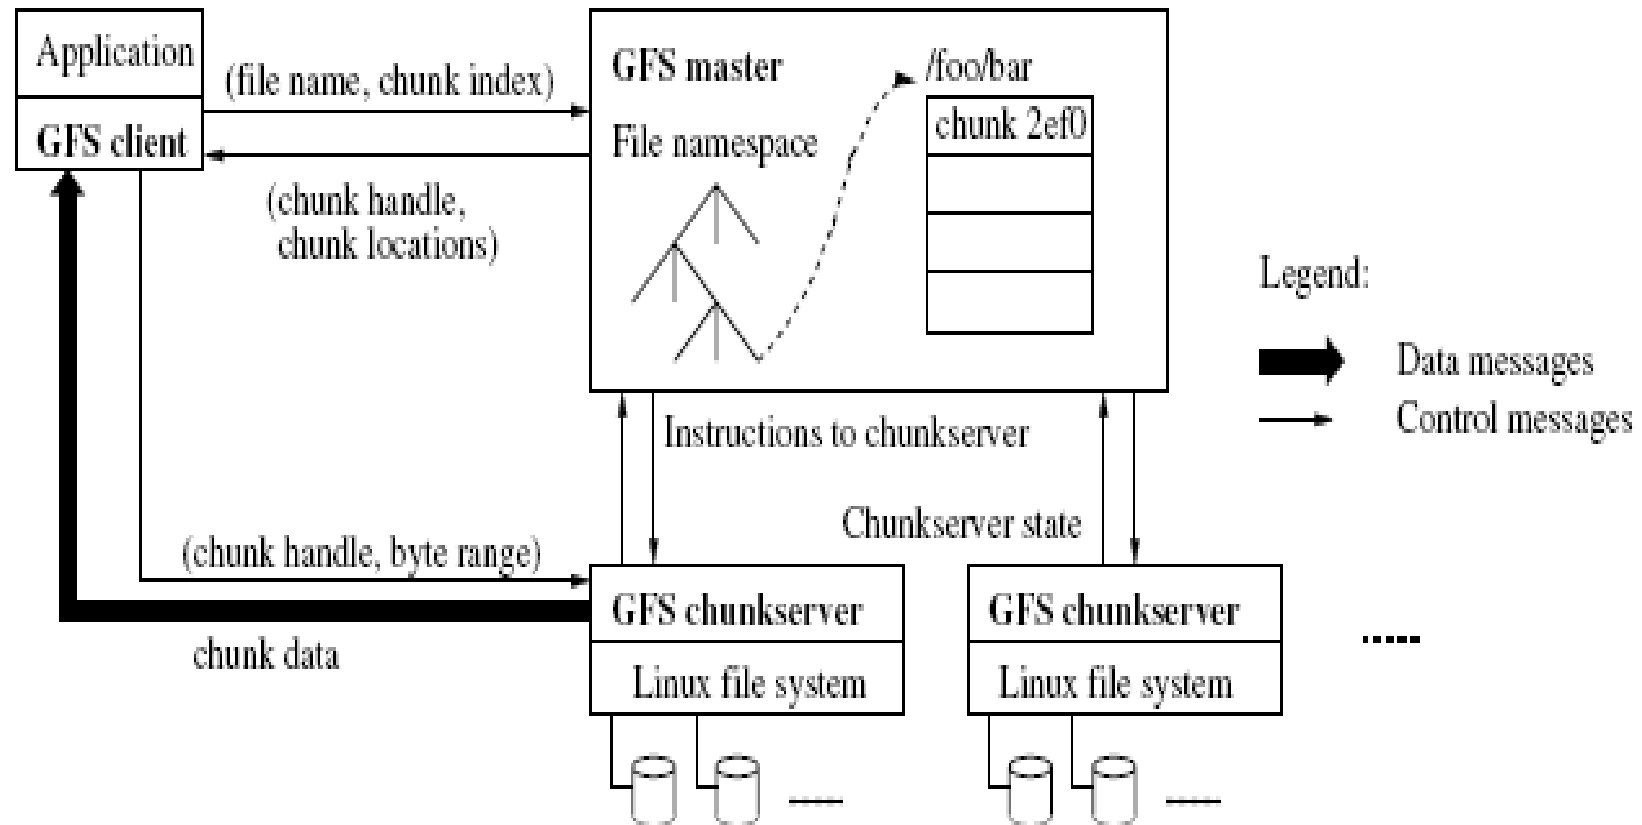 Application
GFS client
(file name, chunk index)
(chunk handle,
chunk locations)
GFS master
File namespace
/foo/bar
chunk 2ef0
Legend:
Data messages
Control messages
Instructions to chunkserver
Chunkserver state
(chunk handle, byte range)
chunk data
GFS chunkserver
Linux file system
GFS chunkserver
Linux file system